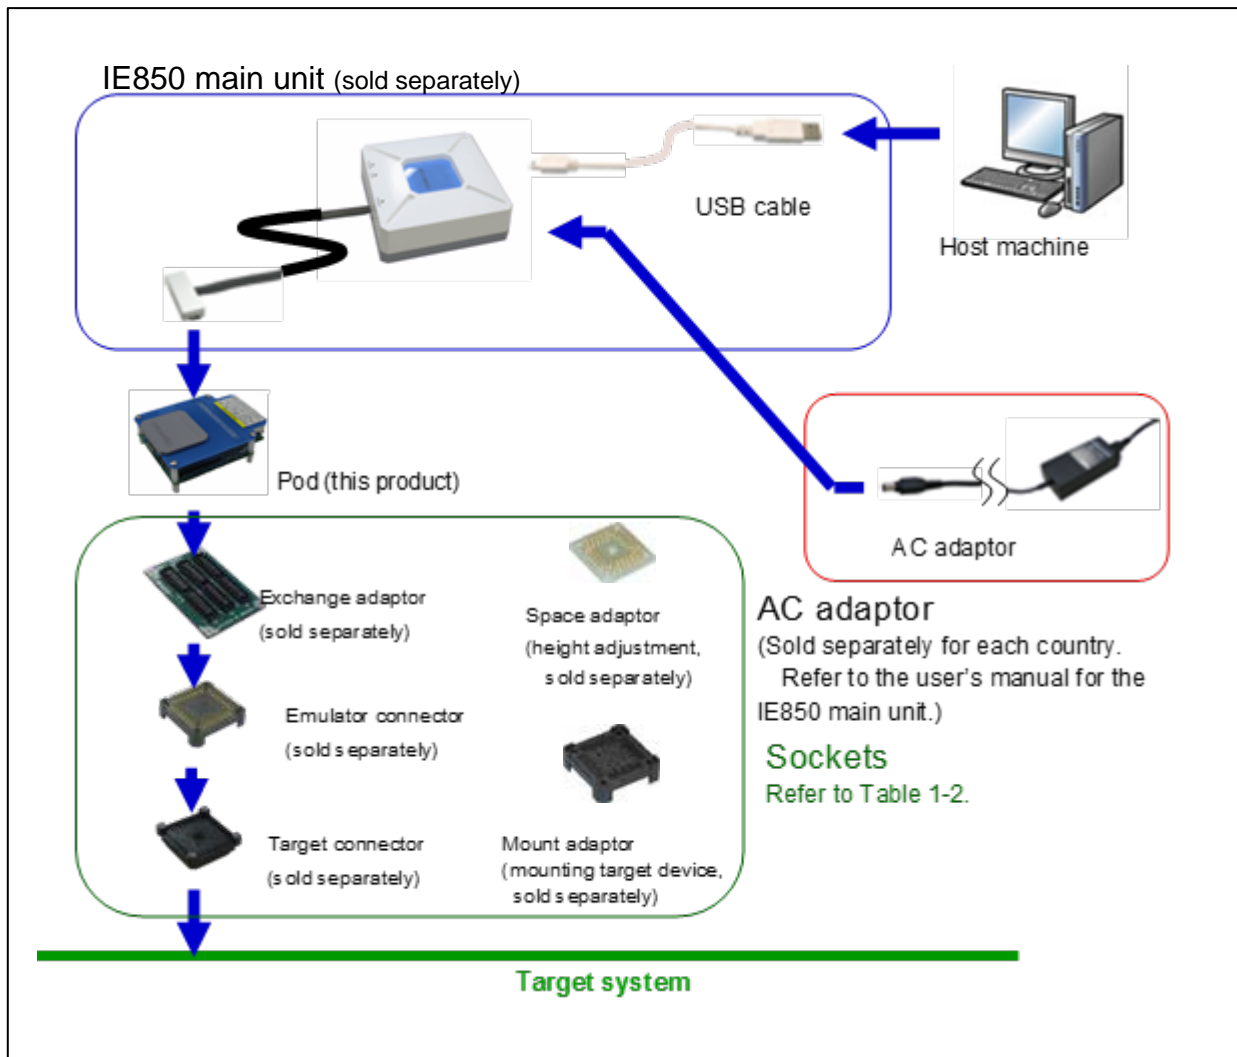 IE850 main unit (sold separately)
USB cable
Host machine
Pod (this product)
AC adaptor
Exchange adaptor
(sold separately)
Space adaptor
(height adjustment,
sold separately)
AC adaptor
(Sold separately for each country.
Refer to the user's manual for the
IE850 main unit.)
Emulator connector
(sold separately)
Sockets
Refer to Table 1-2.
Target connector
(sold separately)
Mount adaptor
(mounting target device,
sold separately)
Target system